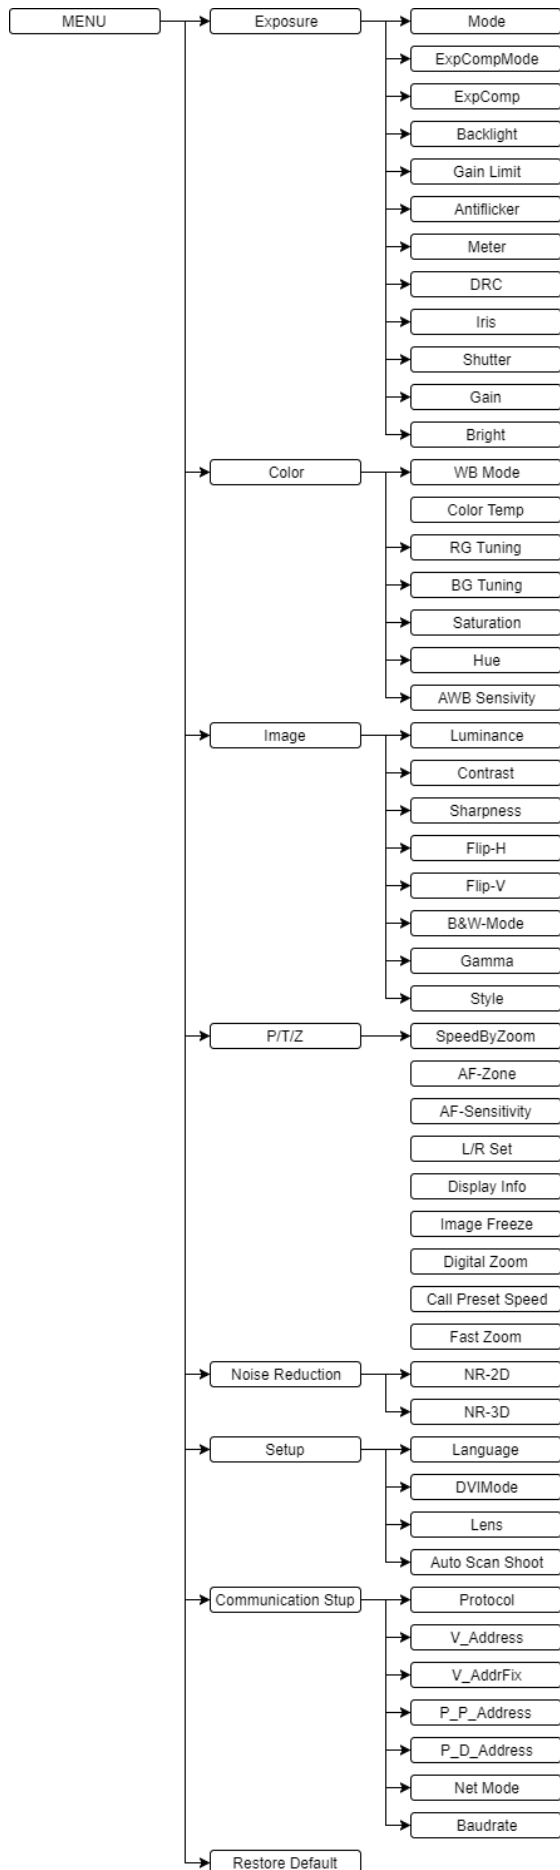 MENU
Exposure
Mode
ExpCompMode
ExpComp
Backlight
Gain Limit
Antiflicker
Meter
DRC
Iris
Shutter
Gain
Bright
Color
WB Mode
Color Temp
RG Tuning
BG Tuning
Saturation
Hue
AWB Sensivity
Image
Luminance
Contrast
Sharpness
Flip-H
Flip-V
B&W-Mode
Gamma
Style
P/T/Z
SpeedByZoom
AF-Zone
AF-Sensitivity
L/R Set
Display Info
Image Freeze
Digital Zoom
Call Preset Speed
Fast Zoom
Noise Reduction
NR-2D
NR-3D
Setup
Language
DVIMode
Lens
Auto Scan Shoot
Communication Stup
Protocol
V_Address
V_AddrFix
P_P_Address
P_D_Address
Net Mode
Baudrate
Restore Default